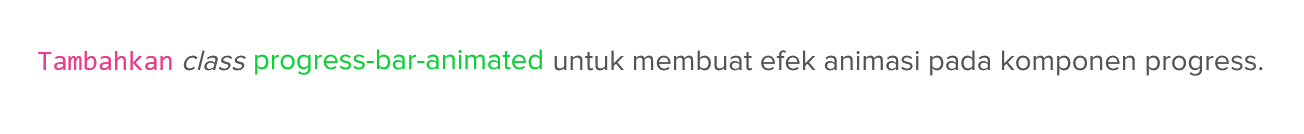 Tambahkan class progress-bar-animated untuk membuat efek animasi pada komponen progress.